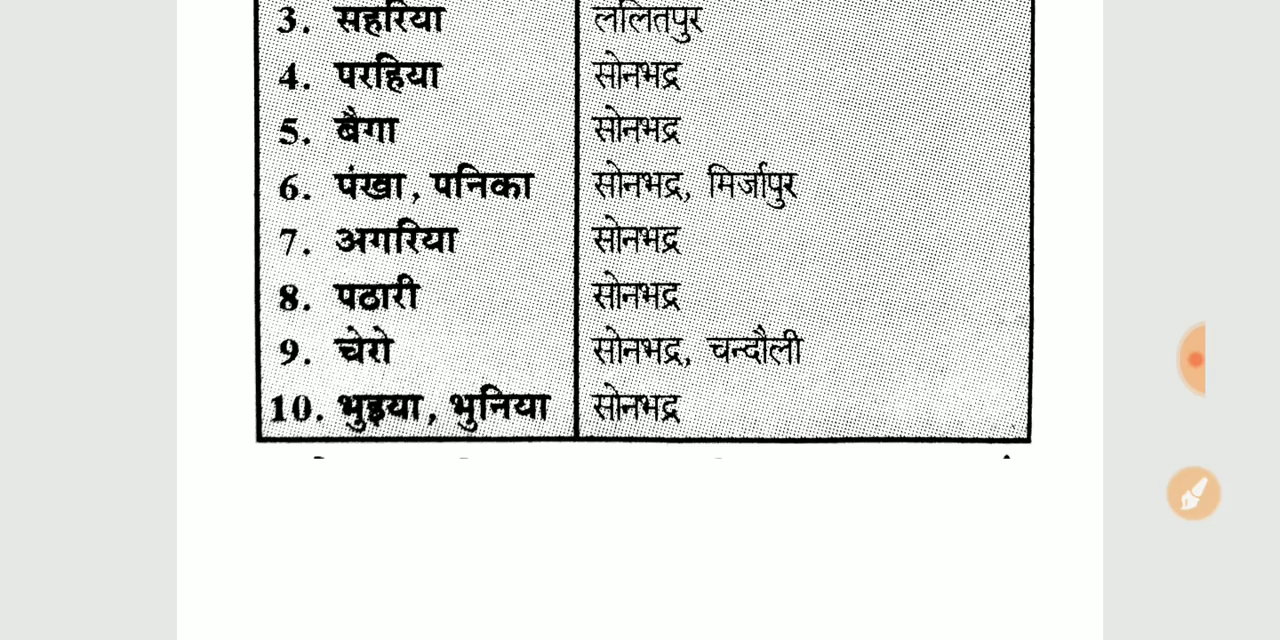 3. सहरिया ललितपुर
4. परहिया सोनभद्र
5. बैगा सोनभद्र
6. पंखा, पनिका सोनभद्र, मिर्जापुर
7. अगरिया सोनभद्र
8. पठारी सोनभद्र
9. चेरो सोनभद्र, चन्दौली
10. भुइया, भुनिया सोनभद्र